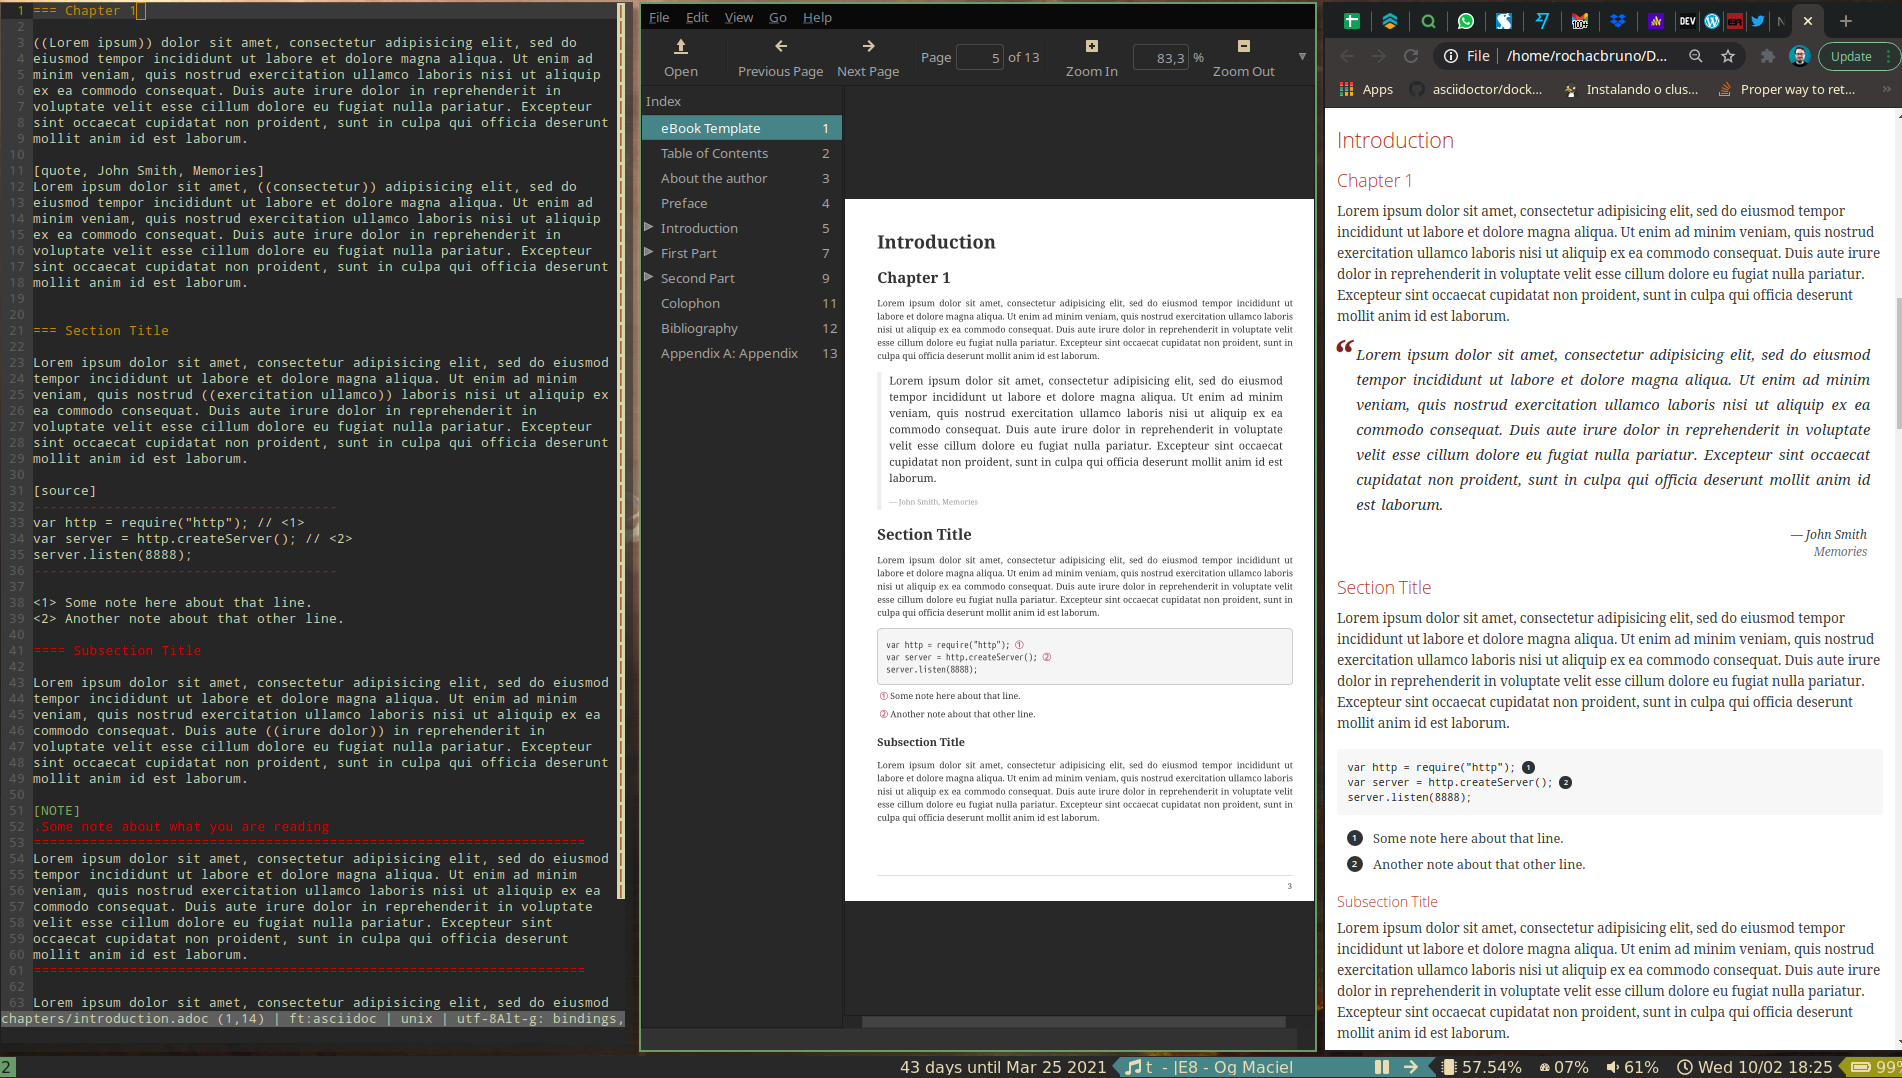 1 === Chapter 1
2
3 ((Lorem ipsum)) dolor sit amet, consectetur adipisicing elit, sed do
4 eiusmod tempor incididunt ut labore et dolore magna aliqua. Ut enim ad
5 minim veniam, quis nostrud exercitation ullamco laboris nisi ut aliquip
6 ex ea commodo consequat. Duis aute irure dolor in reprehenderit in
7 voluptate velit esse cillum dolore eu fugiat nulla pariatur. Excepteur
8 sint occaecat cupidatat non proident, sunt in culpa qui officia deserunt
9 mollit anim id est laborum.
10
11 [quote, John Smith, Memories]
12 Lorem ipsum dolor sit amet, ((consectetur)) adipisicing elit, sed do
13 eiusmod tempor incididunt ut labore et dolore magna aliqua. Ut enim ad
14 minim veniam, quis nostrud exercitation ullamco laboris nisi ut aliquip
15 ex ea commodo consequat. Duis aute irure dolor in reprehenderit in
16 voluptate velit esse cillum dolore eu fugiat nulla pariatur. Excepteur
17 sint occaecat cupidatat non proident, sunt in culpa qui officia deserunt
18 mollit anim id est laborum.
19
20
21 === Section Title
22
23 Lorem ipsum dolor sit amet, consectetur adipisicing elit, sed do eiusmod
24 tempor incididunt ut labore et dolore magna aliqua. Ut enim ad minim
25 veniam, quis nostrud ((exercitation ullamco)) laboris nisi ut aliquip ex
26 ea commodo consequat. Duis aute irure dolor in reprehenderit in
27 voluptate velit esse cillum dolore eu fugiat nulla pariatur. Excepteur
28 sint occaecat cupidatat non proident, sunt in culpa qui officia deserunt
29 mollit anim id est laborum.
30
31 [source]
32 --------------------------------------
33 var http = require("http"); // <1>
34 var server = http.createServer(); // <2>
35 server.listen(8888);
36 --------------------------------------
37
38 <1> Some note here about that line.
39 <2> Another note about that other line.
40
41 ==== Subsection Title
42
43 Lorem ipsum dolor sit amet, consectetur adipisicing elit, sed do eiusmod
44 tempor incididunt ut labore et dolore magna aliqua. Ut enim ad minim
45 veniam, quis nostrud exercitation ullamco laboris nisi ut aliquip ex ea
46 commodo consequat. Duis aute ((irure dolor)) in reprehenderit in
47 voluptate velit esse cillum dolore eu fugiat nulla pariatur. Excepteur
48 sint occaecat cupidatat non proident, sunt in culpa qui officia deserunt
49 mollit anim id est laborum.
50
51 [NOTE]
52 .Some note about what you are reading
53 =====================================================================
54 Lorem ipsum dolor sit amet, consectetur adipisicing elit, sed do eiusmod
55 tempor incididunt ut labore et dolore magna aliqua. Ut enim ad minim
56 veniam, quis nostrud exercitation ullamco laboris nisi ut aliquip ex ea
57 commodo consequat. Duis aute irure dolor in reprehenderit in voluptate
58 velit esse cillum dolore eu fugiat nulla pariatur. Excepteur sint
59 occaecat cupidatat non proident, sunt in culpa qui officia deserunt
60 mollit anim id est laborum.
61 =====================================================================
62
63 Lorem ipsum dolor sit amet, consectetur adipisicing elit, sed do eiusmod
chapters/introduction.adoc (1,14) | ft:asciidoc | unix | utf-8Alt-g: bindings,
File Edit View Go Help
Open Previous Page Next Page Page 5 of 13 Zoom In 83,3 % Zoom Out
Index
eBook Template 1
Table of Contents 2
About the author 3
Preface 4
Introduction 5
First Part 7
Second Part 9
Colophon 11
Bibliography 12
Appendix A: Appendix 13
Introduction
Chapter 1
Lorem ipsum dolor sit amet, consectetur adipisicing elit, sed do eiusmod tempor incididunt ut
labore et dolore magna aliqua. Ut enim ad minim veniam, quis nostrud exercitation ullamco laboris
nisi ut aliquip ex ea commodo consequat. Duis aute irure dolor in reprehenderit in voluptate velit
esse cillum dolore eu fugiat nulla pariatur. Excepteur sint occaecat cupidatat non proident, sunt in
culpa qui officia deserunt mollit anim id est laborum.
Lorem ipsum dolor sit amet, consectetur adipisicing elit, sed do eiusmod
tempor incididunt ut labore et dolore magna aliqua. Ut enim ad minim
veniam, quis nostrud exercitation ullamco laboris nisi ut aliquip ex ea
commodo consequat. Duis aute irure dolor in reprehenderit in voluptate
velit esse cillum dolore eu fugiat nulla pariatur. Excepteur sint occaecat
cupidatat non proident, sunt in culpa qui officia deserunt mollit anim id est
laborum.
— John Smith, Memories
Section Title
Lorem ipsum dolor sit amet, consectetur adipisicing elit, sed do eiusmod tempor incididunt ut
labore et dolore magna aliqua. Ut enim ad minim veniam, quis nostrud exercitation ullamco laboris
nisi ut aliquip ex ea commodo consequat. Duis aute irure dolor in reprehenderit in voluptate velit
esse cillum dolore eu fugiat nulla pariatur. Excepteur sint occaecat cupidatat non proident, sunt in
culpa qui officia deserunt mollit anim id est laborum.
var http = require("http"); ①
var server = http.createServer(); ②
server.listen(8888);
① Some note here about that line.
② Another note about that other line.
Subsection Title
Lorem ipsum dolor sit amet, consectetur adipisicing elit, sed do eiusmod tempor incididunt ut
labore et dolore magna aliqua. Ut enim ad minim veniam, quis nostrud exercitation ullamco laboris
nisi ut aliquip ex ea commodo consequat. Duis aute irure dolor in reprehenderit in voluptate velit
esse cillum dolore eu fugiat nulla pariatur. Excepteur sint occaecat cupidatat non proident, sunt in
culpa qui officia deserunt mollit anim id est laborum.
3
DEV
File /home/rochacbruno/D... Update
Apps asciidoctor/dock... Instalando o clus... Proper way to ret... »
Introduction
Chapter 1
Lorem ipsum dolor sit amet, consectetur adipisicing elit, sed do eiusmod tempor
incididunt ut labore et dolore magna aliqua. Ut enim ad minim veniam, quis nostrud
exercitation ullamco laboris nisi ut aliquip ex ea commodo consequat. Duis aute irure
dolor in reprehenderit in voluptate velit esse cillum dolore eu fugiat nulla pariatur.
Excepteur sint occaecat cupidatat non proident, sunt in culpa qui officia deserunt
mollit anim id est laborum.
“ Lorem ipsum dolor sit amet, consectetur adipisicing elit, sed do eiusmod
tempor incididunt ut labore et dolore magna aliqua. Ut enim ad minim
veniam, quis nostrud exercitation ullamco laboris nisi ut aliquip ex ea
commodo consequat. Duis aute irure dolor in reprehenderit in voluptate
velit esse cillum dolore eu fugiat nulla pariatur. Excepteur sint occaecat
cupidatat non proident, sunt in culpa qui officia deserunt mollit anim id
est laborum.
— John Smith
Memories
Section Title
Lorem ipsum dolor sit amet, consectetur adipisicing elit, sed do eiusmod tempor
incididunt ut labore et dolore magna aliqua. Ut enim ad minim veniam, quis nostrud
exercitation ullamco laboris nisi ut aliquip ex ea commodo consequat. Duis aute irure
dolor in reprehenderit in voluptate velit esse cillum dolore eu fugiat nulla pariatur.
Excepteur sint occaecat cupidatat non proident, sunt in culpa qui officia deserunt
mollit anim id est laborum.
var http = require("http"); 1
var server = http.createServer(); 2
server.listen(8888);
1 Some note here about that line.
2 Another note about that other line.
Subsection Title
Lorem ipsum dolor sit amet, consectetur adipisicing elit, sed do eiusmod tempor
incididunt ut labore et dolore magna aliqua. Ut enim ad minim veniam, quis nostrud
exercitation ullamco laboris nisi ut aliquip ex ea commodo consequat. Duis aute irure
dolor in reprehenderit in voluptate velit esse cillum dolore eu fugiat nulla pariatur.
Excepteur sint occaecat cupidatat non proident, sunt in culpa qui officia deserunt
mollit anim id est laborum.
2 43 days until Mar 25 2021 t - |E8 - Og Maciel 57.54% 07% 61% Wed 10/02 18:25 99%